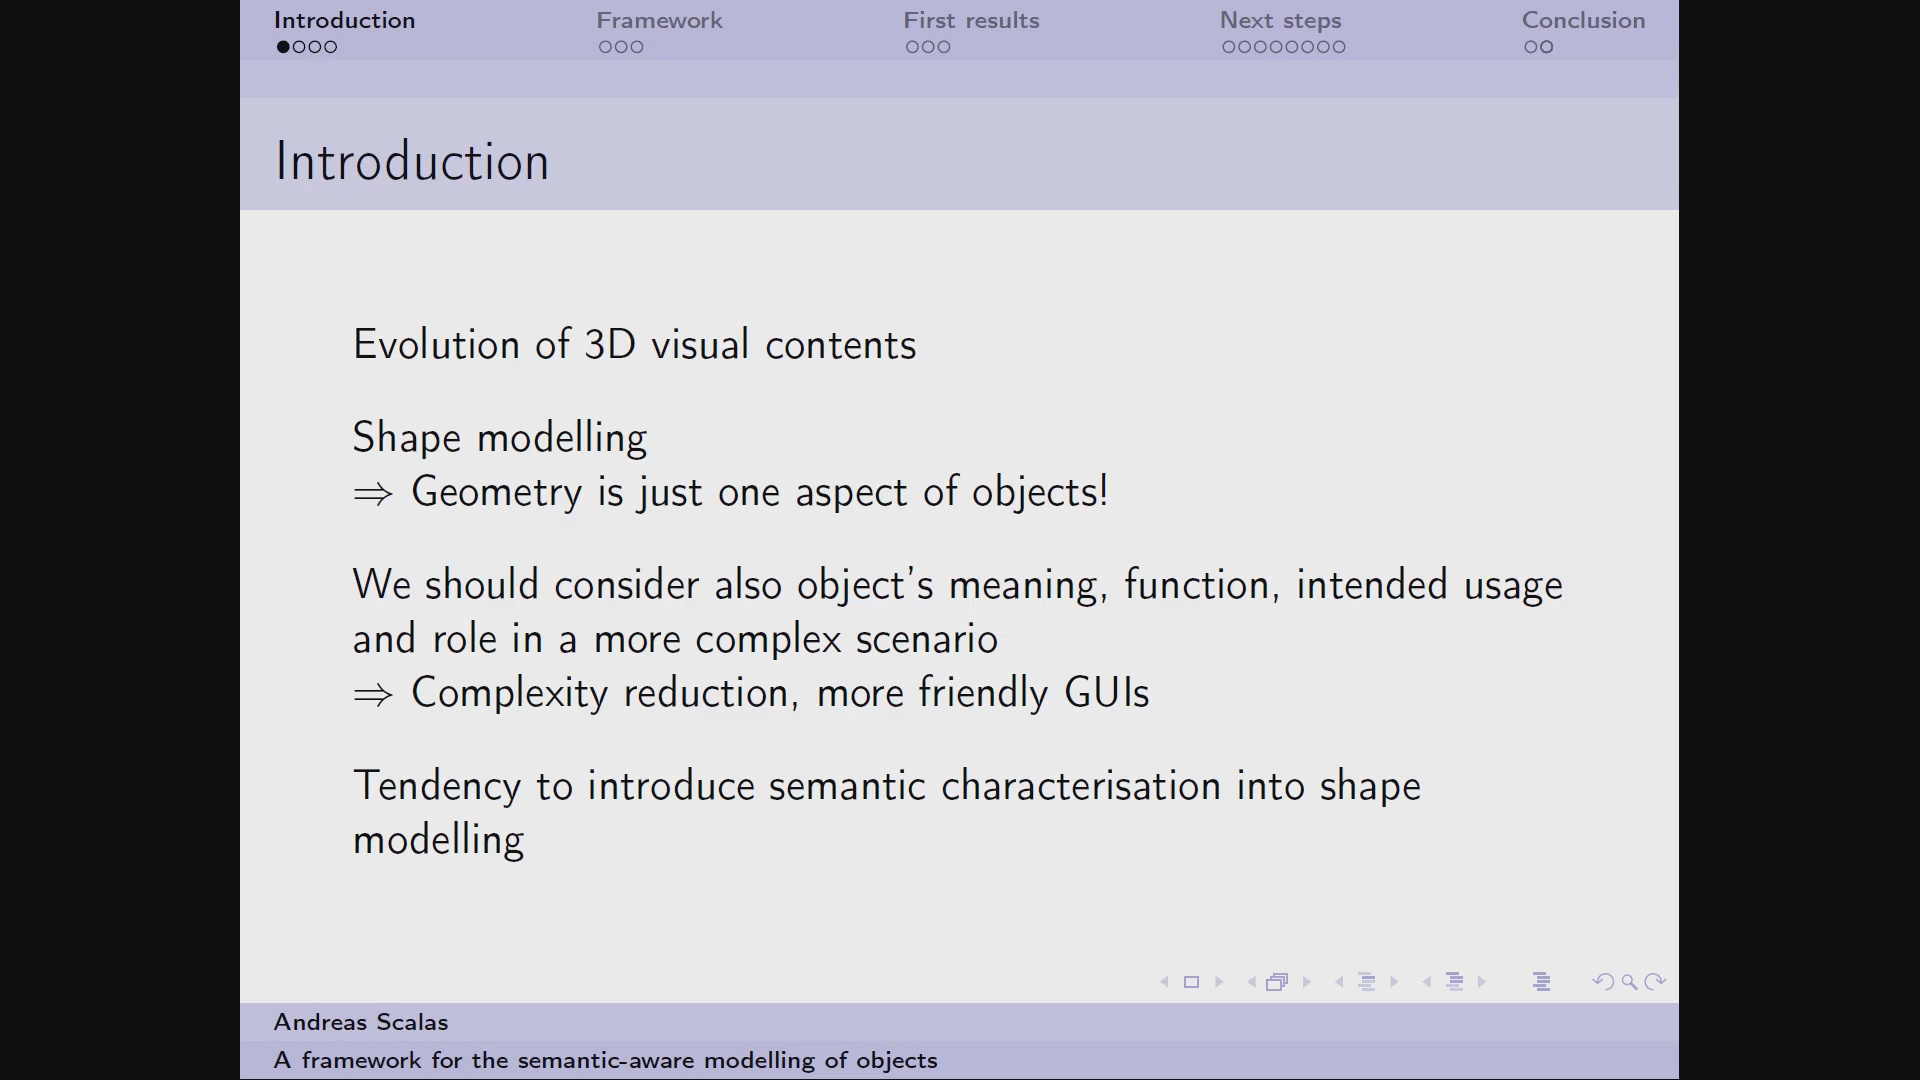 Introduction
Framework
First results
Next steps
Conclusion
Introduction
Evolution of 3D visual contents
Shape modelling
⇒ Geometry is just one aspect of objects!
We should consider also object's meaning, function, intended usage
and role in a more complex scenario
⇒ Complexity reduction, more friendly GUIs
Tendency to introduce semantic characterisation into shape
modelling
Andreas Scalas
A framework for the semantic-aware modelling of objects